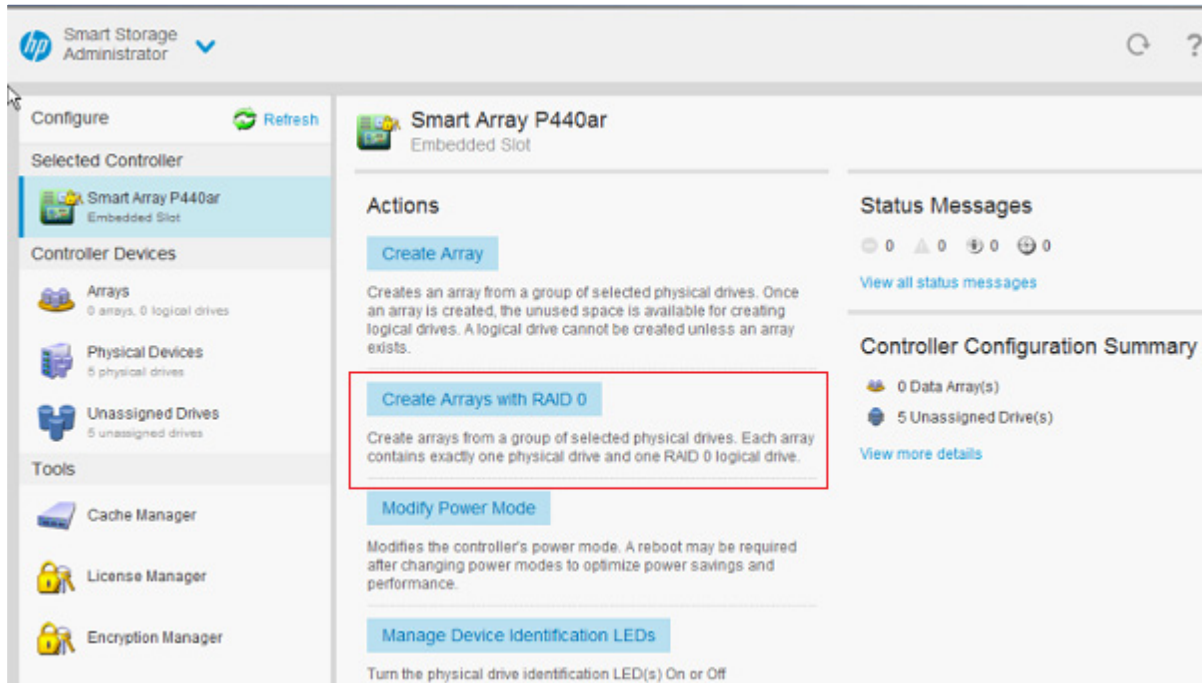 hp
Smart Storage
Administrator
?
Configure
Refresh
Selected Controller
Smart Array P440ar
Embedded Slot
Controller Devices
Arrays
0 arrays, 0 logical drives
Physical Devices
5 physical drives
Unassigned Drives
5 unassigned drives
Tools
Cache Manager
License Manager
Encryption Manager
Smart Array P440ar
Embedded Slot
Actions
Create Array
Creates an array from a group of selected physical drives. Once
an array is created, the unused space is available for creating
logical drives. A logical drive cannot be created unless an array
exists.
Create Arrays with RAID 0
Create arrays from a group of selected physical drives. Each array
contains exactly one physical drive and one RAID 0 logical drive.
Modify Power Mode
Modifies the controller's power mode. A reboot may be required
after changing power modes to optimize power savings and
performance.
Manage Device Identification LEDs
Turn the physical drive identification LED(s) On or Off
Status Messages
0 0 0 0
View all status messages
Controller Configuration Summary
0 Data Array(s)
5 Unassigned Drive(s)
View more details